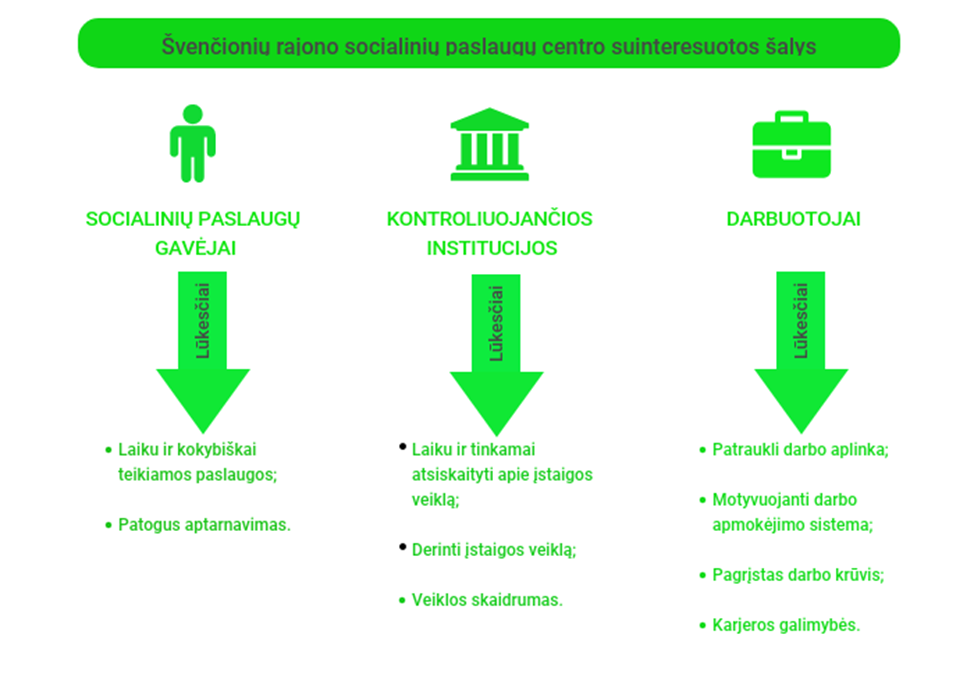 Švenčionių rajono socialinių paslaugų centro suinteresuotos šalys
SOCIALINIŲ PASLAUGŲ
GAVĖJAI
Lūkesčiai
• Laiku ir kokybiškai
teikiamos paslaugos;
• Patogus aptarnavimas.
KONTROLIUOJANČIOS
INSTITUCIJOS
Lūkesčiai
• Laiku ir tinkamai
atsiskaityti apie įstaigos
veiklą;
• Derinti įstaigos veiklą;
• Veiklos skaidrumas.
DARBUOTOJAI
Lūkesčiai
• Patraukli darbo aplinka;
• Motyvuojanti darbo
apmokėjimo sistema;
• Pagrįstas darbo krūvis;
• Karjeros galimybės.